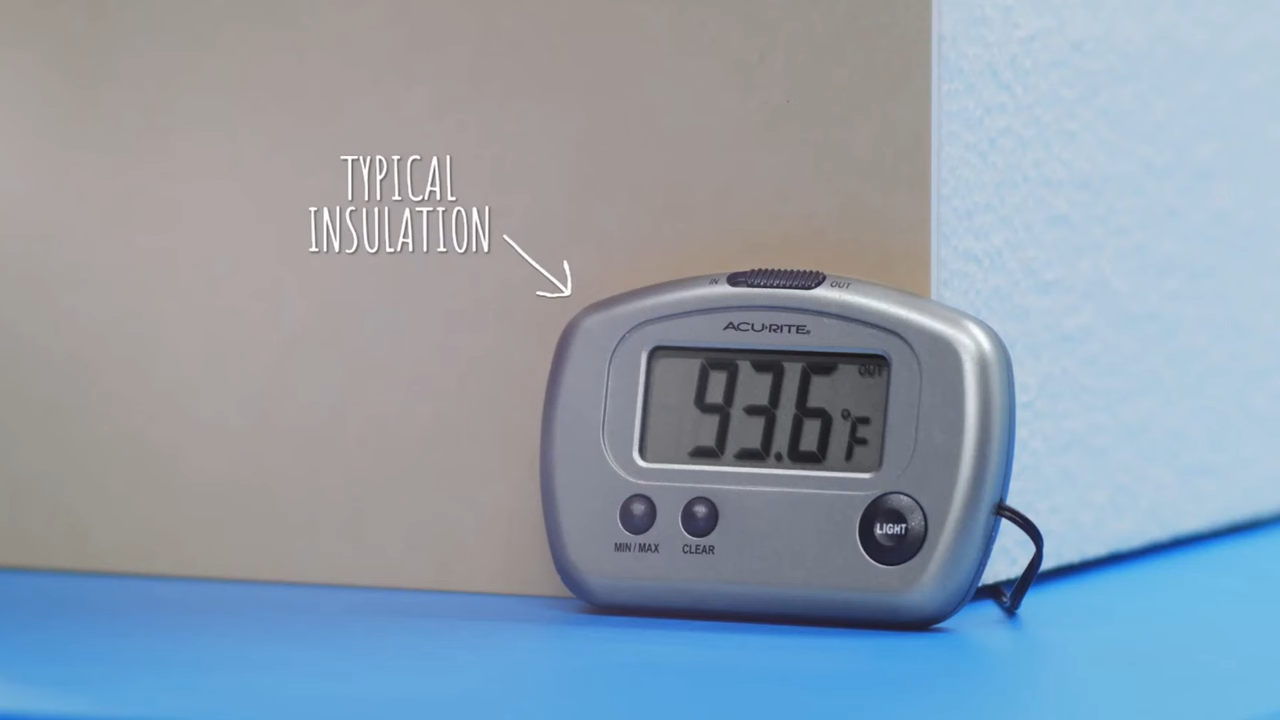 TYPICAL
INSULATION
IN
OUT
ACU·RITE®
OUT
93.6°F
MIN / MAX
CLEAR
LIGHT